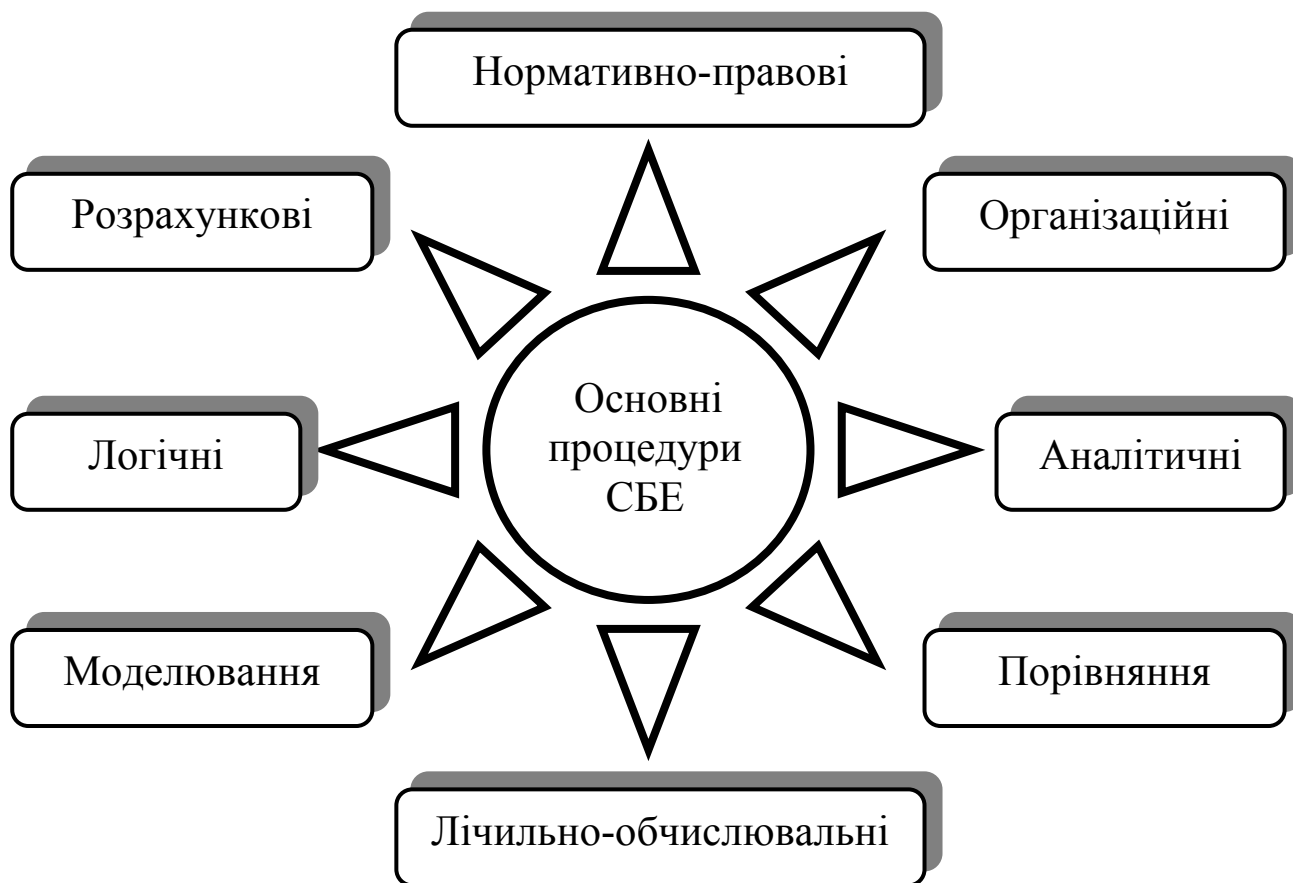 Нормативно-правові
Розрахункові
Організаційні
Основні
процедури
СБЕ
Логічні
Аналітичні
Моделювання
Порівняння
Лічильно-обчислювальні